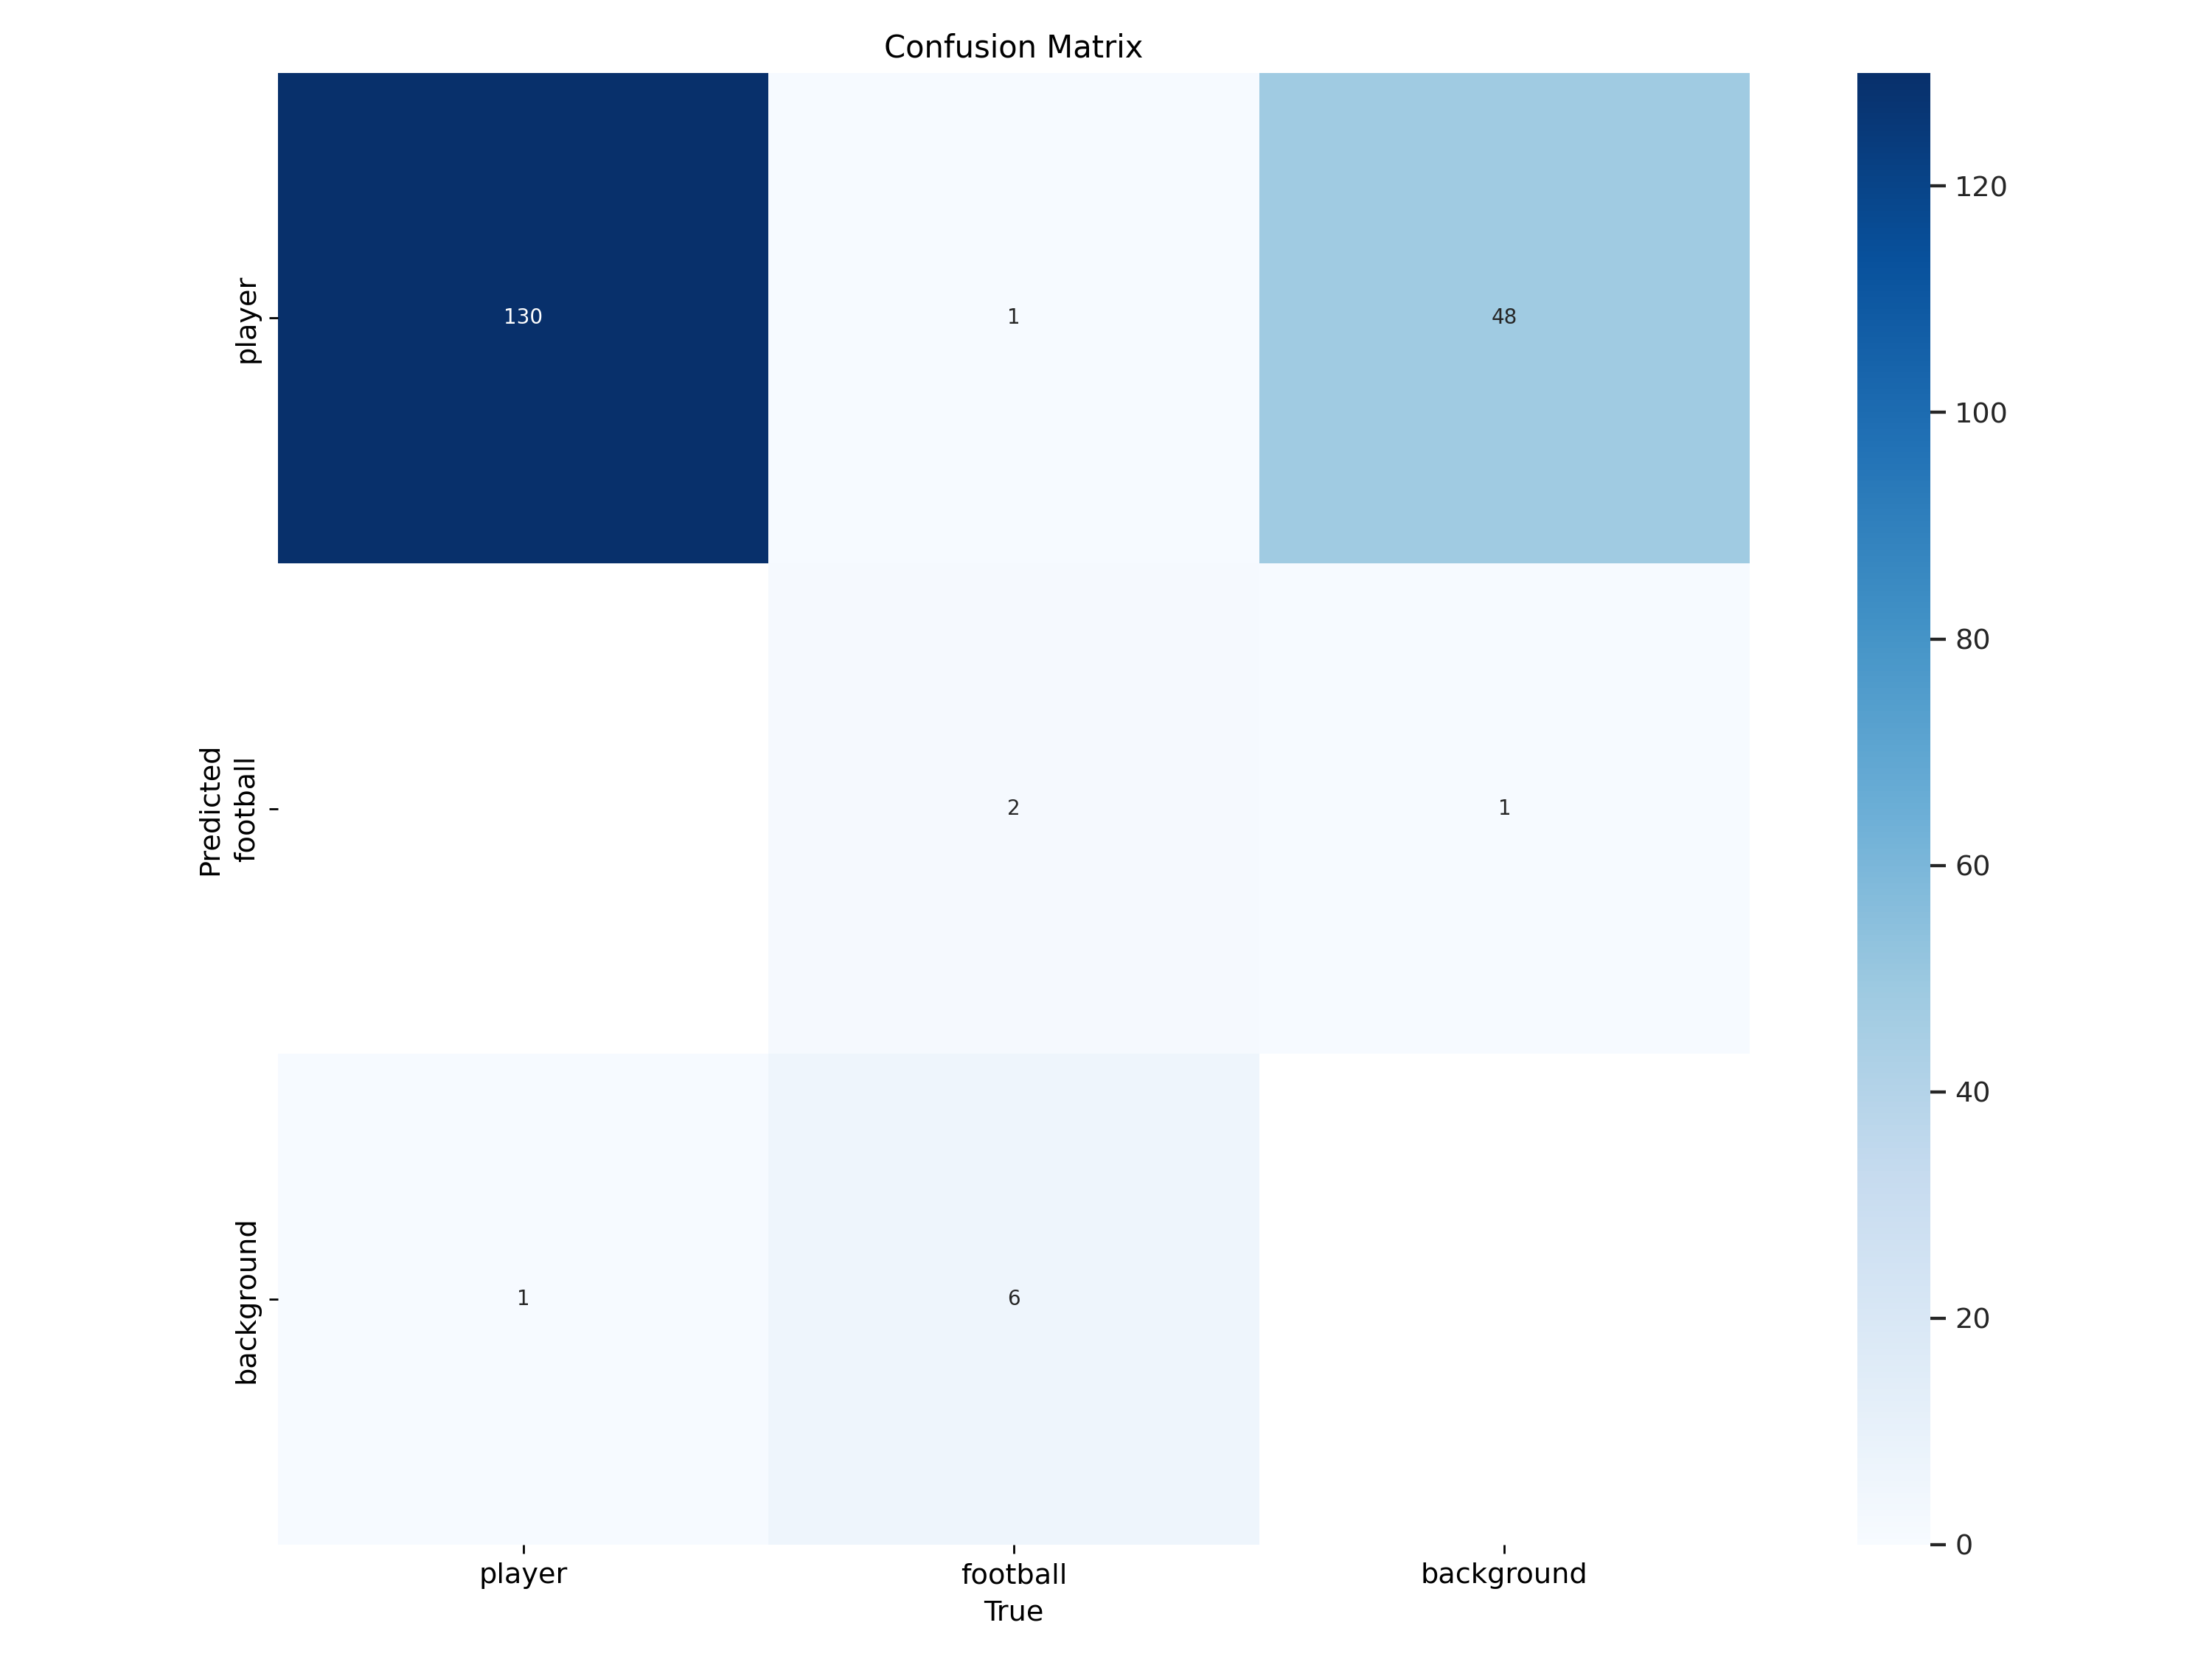 Confusion Matrix
player
130
1
48
Predicted
football
2
1
background
1
6
player
football
background
True
120
100
80
60
40
20
0